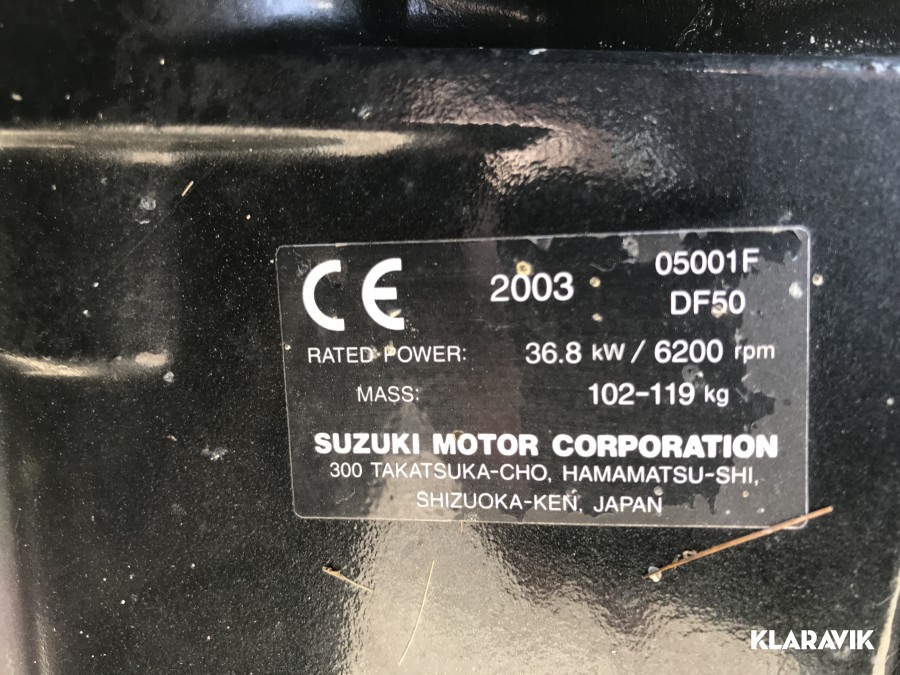 CE 2003 05001F
DF50
RATED POWER: 36.8 kW / 6200 rpm
MASS: 102-119 kg
SUZUKI MOTOR CORPORATION
300 TAKATSUKA-CHO, HAMAMATSU-SHI,
SHIZUOKA-KEN, JAPAN
KLARAVIK